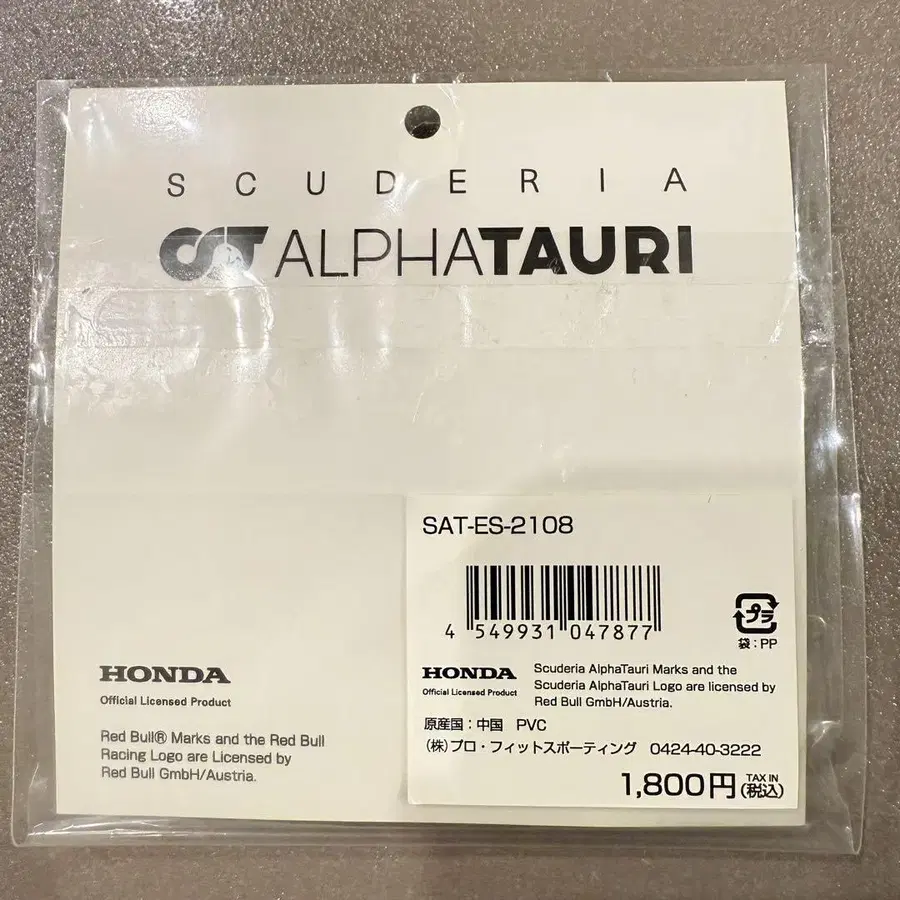 SCUDERIA
ALPHATAURI
SAT-ES-2108
4 549931 047877
プラ
袋：PP
HONDA
Official Licensed Product
Red Bull® Marks and the Red Bull
Racing Logo are Licensed by
Red Bull GmbH/Austria.
HONDA
Official Licensed Product
Scuderia AlphaTauri Marks and the
Scuderia AlphaTauri Logo are licensed by
Red Bull GmbH/Austria.
原産国：中国 PVC
（株）プロ・フィットスポーティング 0424-40-3222
1,800円 TAX IN (税込)